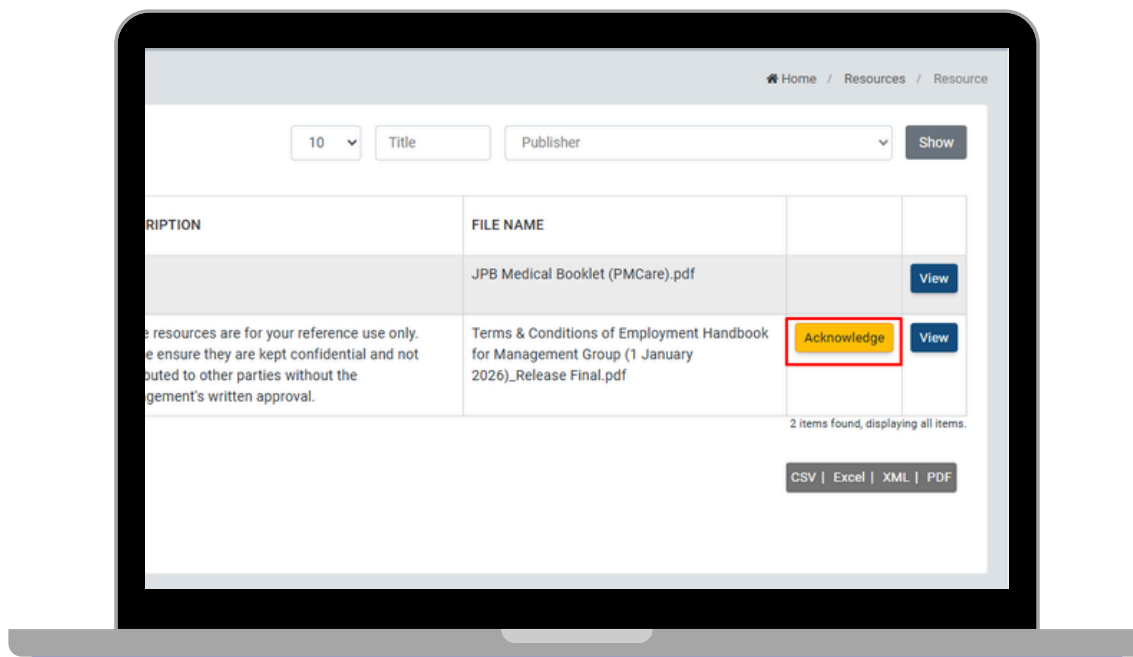 Home / Resources / Resource
10 Title Publisher Show
RIPTION FILE NAME
JPB Medical Booklet (PMCare).pdf View
resources are for your reference use only.
ensure they are kept confidential and not
to other parties without the
written approval.
Terms & Conditions of Employment Handbook
for Management Group (1 January
2026)_Release Final.pdf
Acknowledge View
2 items found, displaying all items.
CSV | Excel | XML | PDF